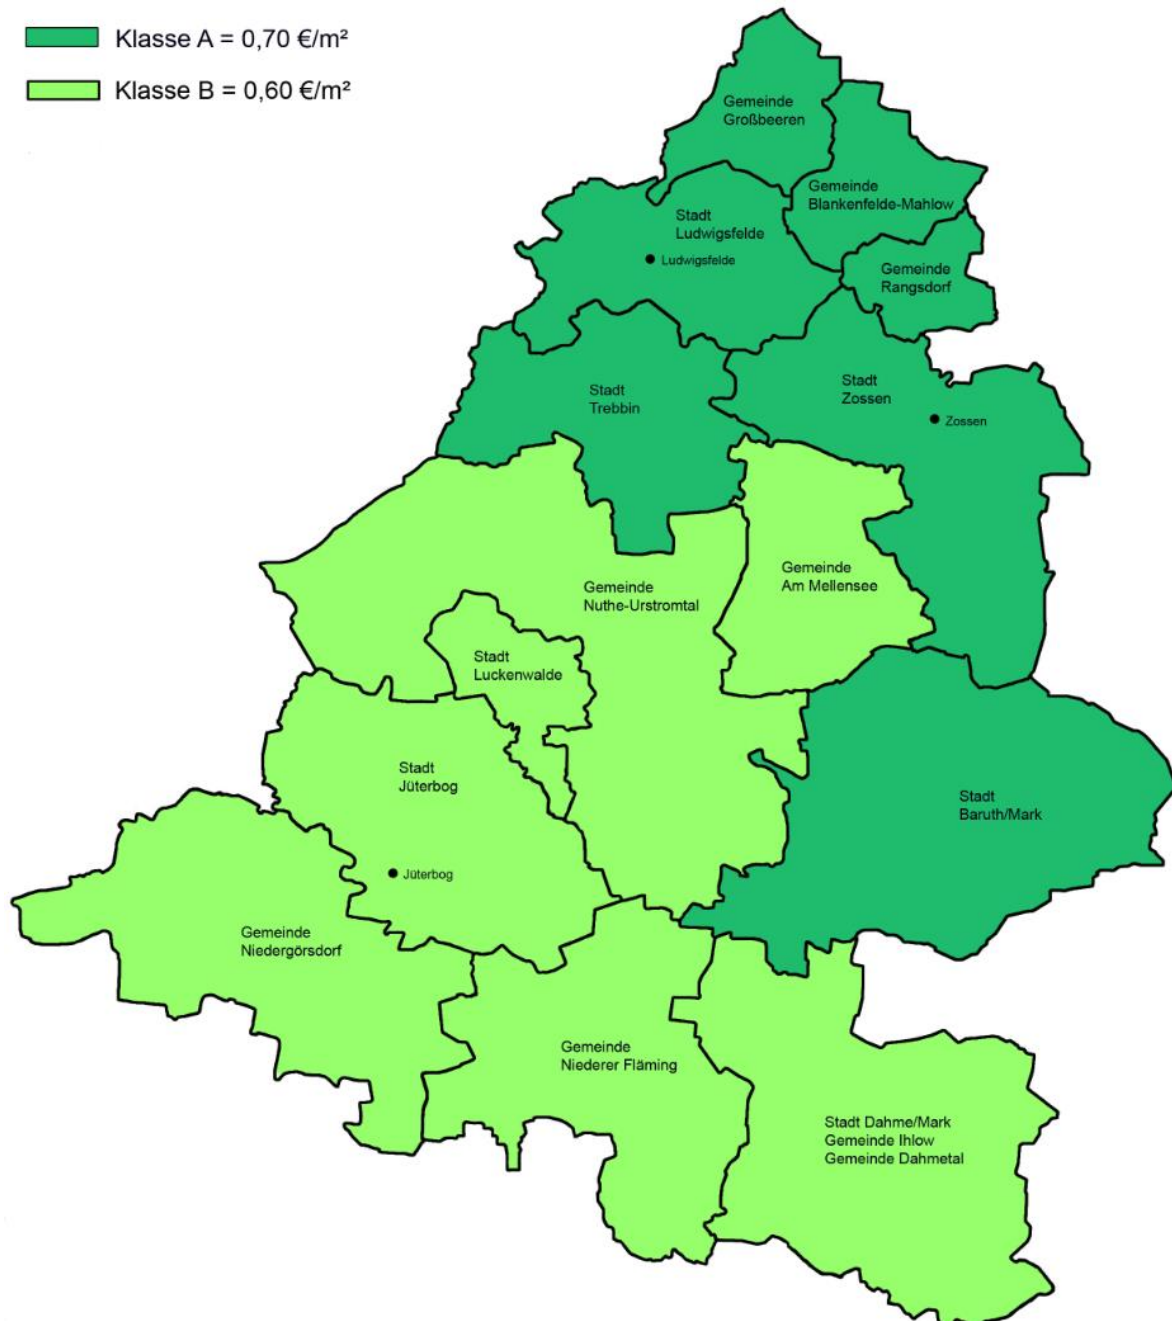 Klasse A = 0,70 €/m²
Klasse B = 0,60 €/m²
Gemeinde
Großbeeren
Gemeinde
Blankenfelde-Mahlow
Stadt
Ludwigsfelde
Ludwigsfelde
Gemeinde
Rangsdorf
Stadt
Trebbin
Stadt
Zossen
Zossen
Gemeinde
Nuthe-Urstromtal
Gemeinde
Am Mellensee
Stadt
Luckenwalde
Stadt
Jüterbog
Jüterbog
Stadt
Baruth/Mark
Gemeinde
Niedergörsdorf
Gemeinde
Niederer Fläming
Stadt Dahme/Mark
Gemeinde Ihlow
Gemeinde Dahmetal